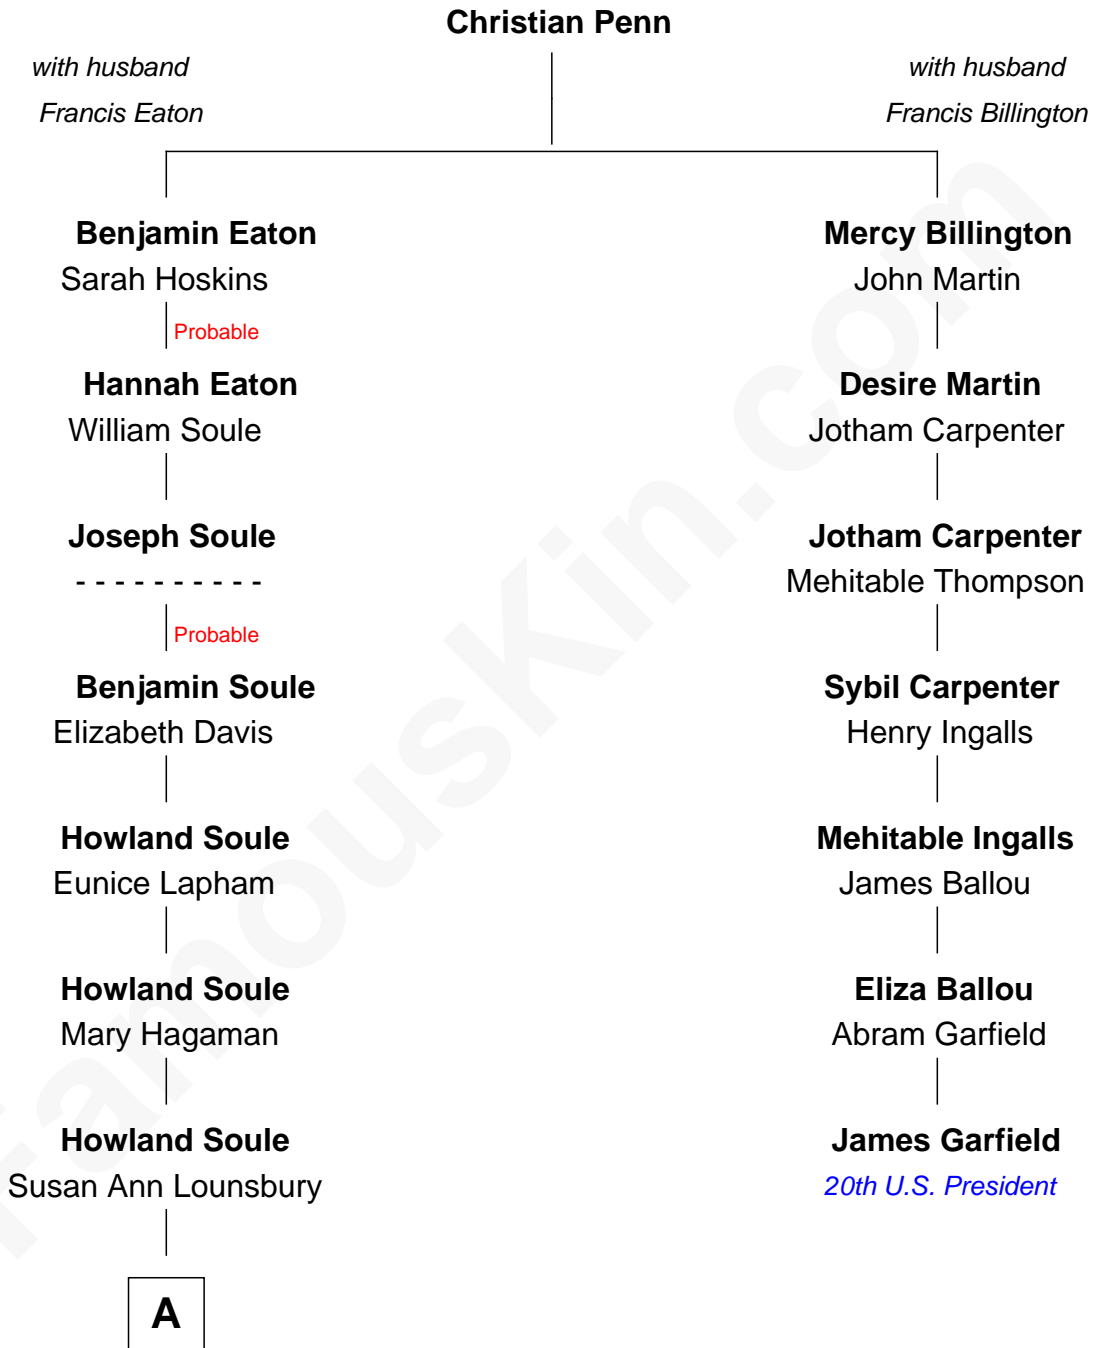 Christian Penn
with husband
Francis Eaton
with husband
Francis Billington
Benjamin Eaton
Sarah Hoskins
Probable
Hannah Eaton
William Soule
Joseph Soule
- - - - - - - - - -
Probable
Benjamin Soule
Elizabeth Davis
Howland Soule
Eunice Lapham
Howland Soule
Mary Hagaman
Howland Soule
Susan Ann Lounsbury
A
Mercy Billington
John Martin
Desire Martin
Jotham Carpenter
Jotham Carpenter
Mehitable Thompson
Sybil Carpenter
Henry Ingalls
Mehitable Ingalls
James Ballou
Eliza Ballou
Abram Garfield
James Garfield
20th U.S. President
FamousKin.com